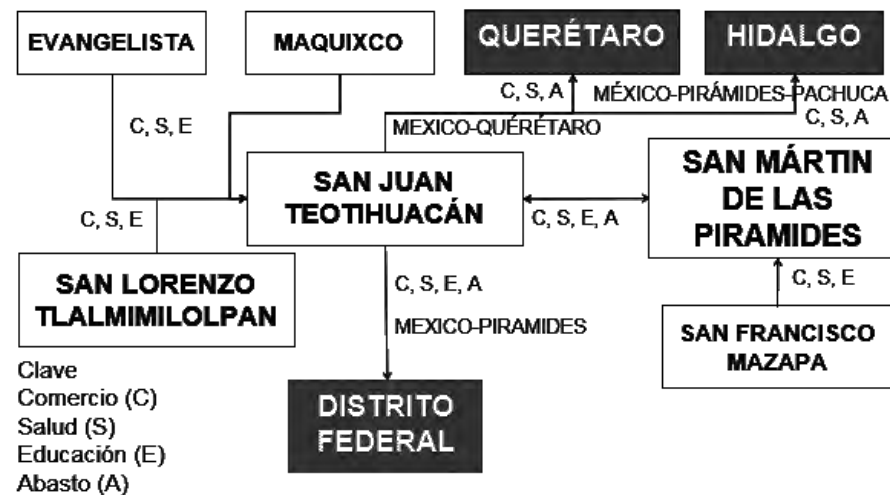 EVANGELISTA
MAQUIXCO
QUERÉTARO
HIDALGO
C, S, E
C, S, A
MÉXICO-PIRÁMIDES-PACHUCA
C, S, A
MEXICO-QUÉRÉTARO
SAN JUAN
TEOTIHUACÁN
SAN MÁRTIN
DE LAS
PIRAMIDES
C, S, E
C, S, E, A
SAN LORENZO
TLALMIMILOLPAN
C, S, E, A
MEXICO-PIRAMIDES
C, S, E
SAN FRANCISCO
MAZAPA
DISTRITO
FEDERAL
Clave
Comercio (C)
Salud (S)
Educación (E)
Abasto (A)